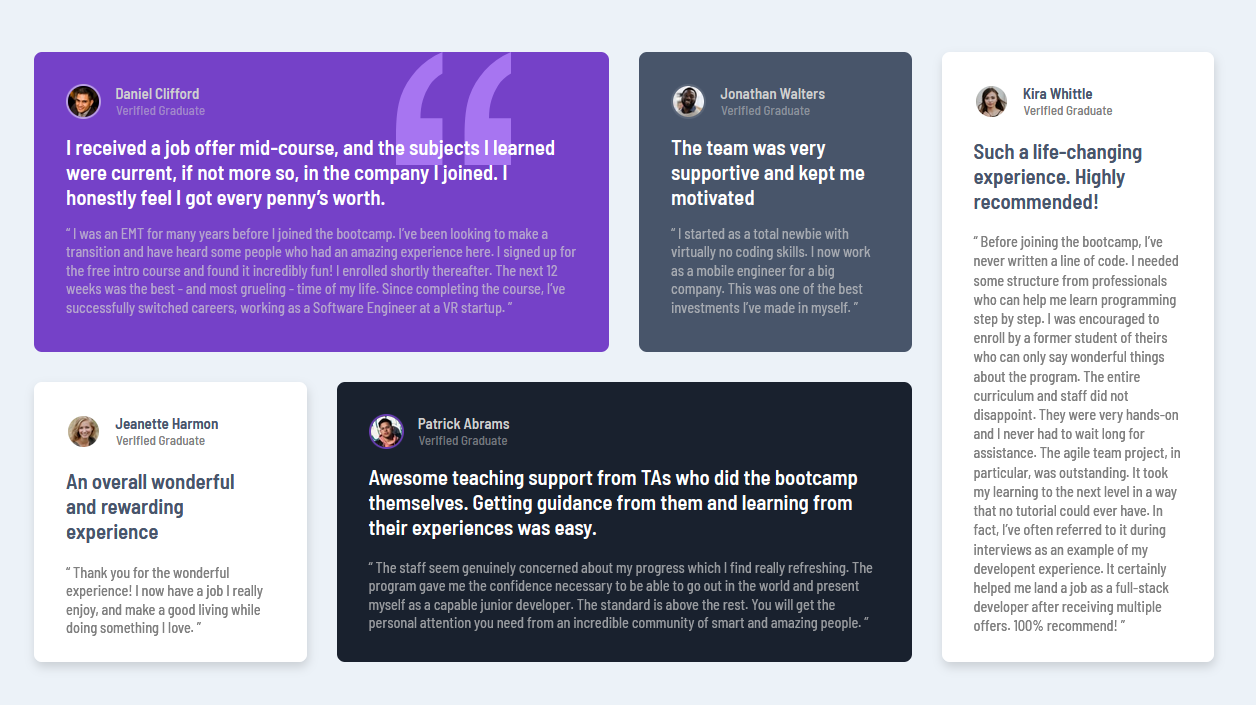 Daniel Clifford
Verified Graduate
I received a job offer mid-course, and the subjects I learned
were current, if not more so, in the company I joined. I
honestly feel I got every penny’s worth.
“ I was an EMT for many years before I joined the bootcamp. I’ve been looking to make a
transition and have heard some people who had an amazing experience here. I signed up for
the free intro course and found it incredibly fun! I enrolled shortly thereafter. The next 12
weeks was the best - and most grueling - time of my life. Since completing the course, I’ve
successfully switched careers, working as a Software Engineer at a VR startup. ”
Jonathan Walters
Verified Graduate
The team was very
supportive and kept me
motivated
“ I started as a total newbie with
virtually no coding skills. I now work
as a mobile engineer for a big
company. This was one of the best
investments I’ve made in myself. ”
Kira Whittle
Verified Graduate
Such a life-changing
experience. Highly
recommended!
“ Before joining the bootcamp, I’ve
never written a line of code. I needed
some structure from professionals
who can help me learn programming
step by step. I was encouraged to
enroll by a former student of theirs
who can only say wonderful things
about the program. The entire
curriculum and staff did not
disappoint. They were very hands-on
and I never had to wait long for
assistance. The agile team project, in
particular, was outstanding. It took
my learning to the next level in a way
that no tutorial could ever have. In
fact, I’ve often referred to it during
interviews as an example of my
developent experience. It certainly
helped me land a job as a full-stack
developer after receiving multiple
offers. 100% recommend! ”
Jeanette Harmon
Verified Graduate
An overall wonderful
and rewarding
experience
“ Thank you for the wonderful
experience! I now have a job I really
enjoy, and make a good living while
doing something I love. ”
Patrick Abrams
Verified Graduate
Awesome teaching support from TAs who did the bootcamp
themselves. Getting guidance from them and learning from
their experiences was easy.
“ The staff seem genuinely concerned about my progress which I find really refreshing. The
program gave me the confidence necessary to be able to go out in the world and present
myself as a capable junior developer. The standard is above the rest. You will get the
personal attention you need from an incredible community of smart and amazing people. ”